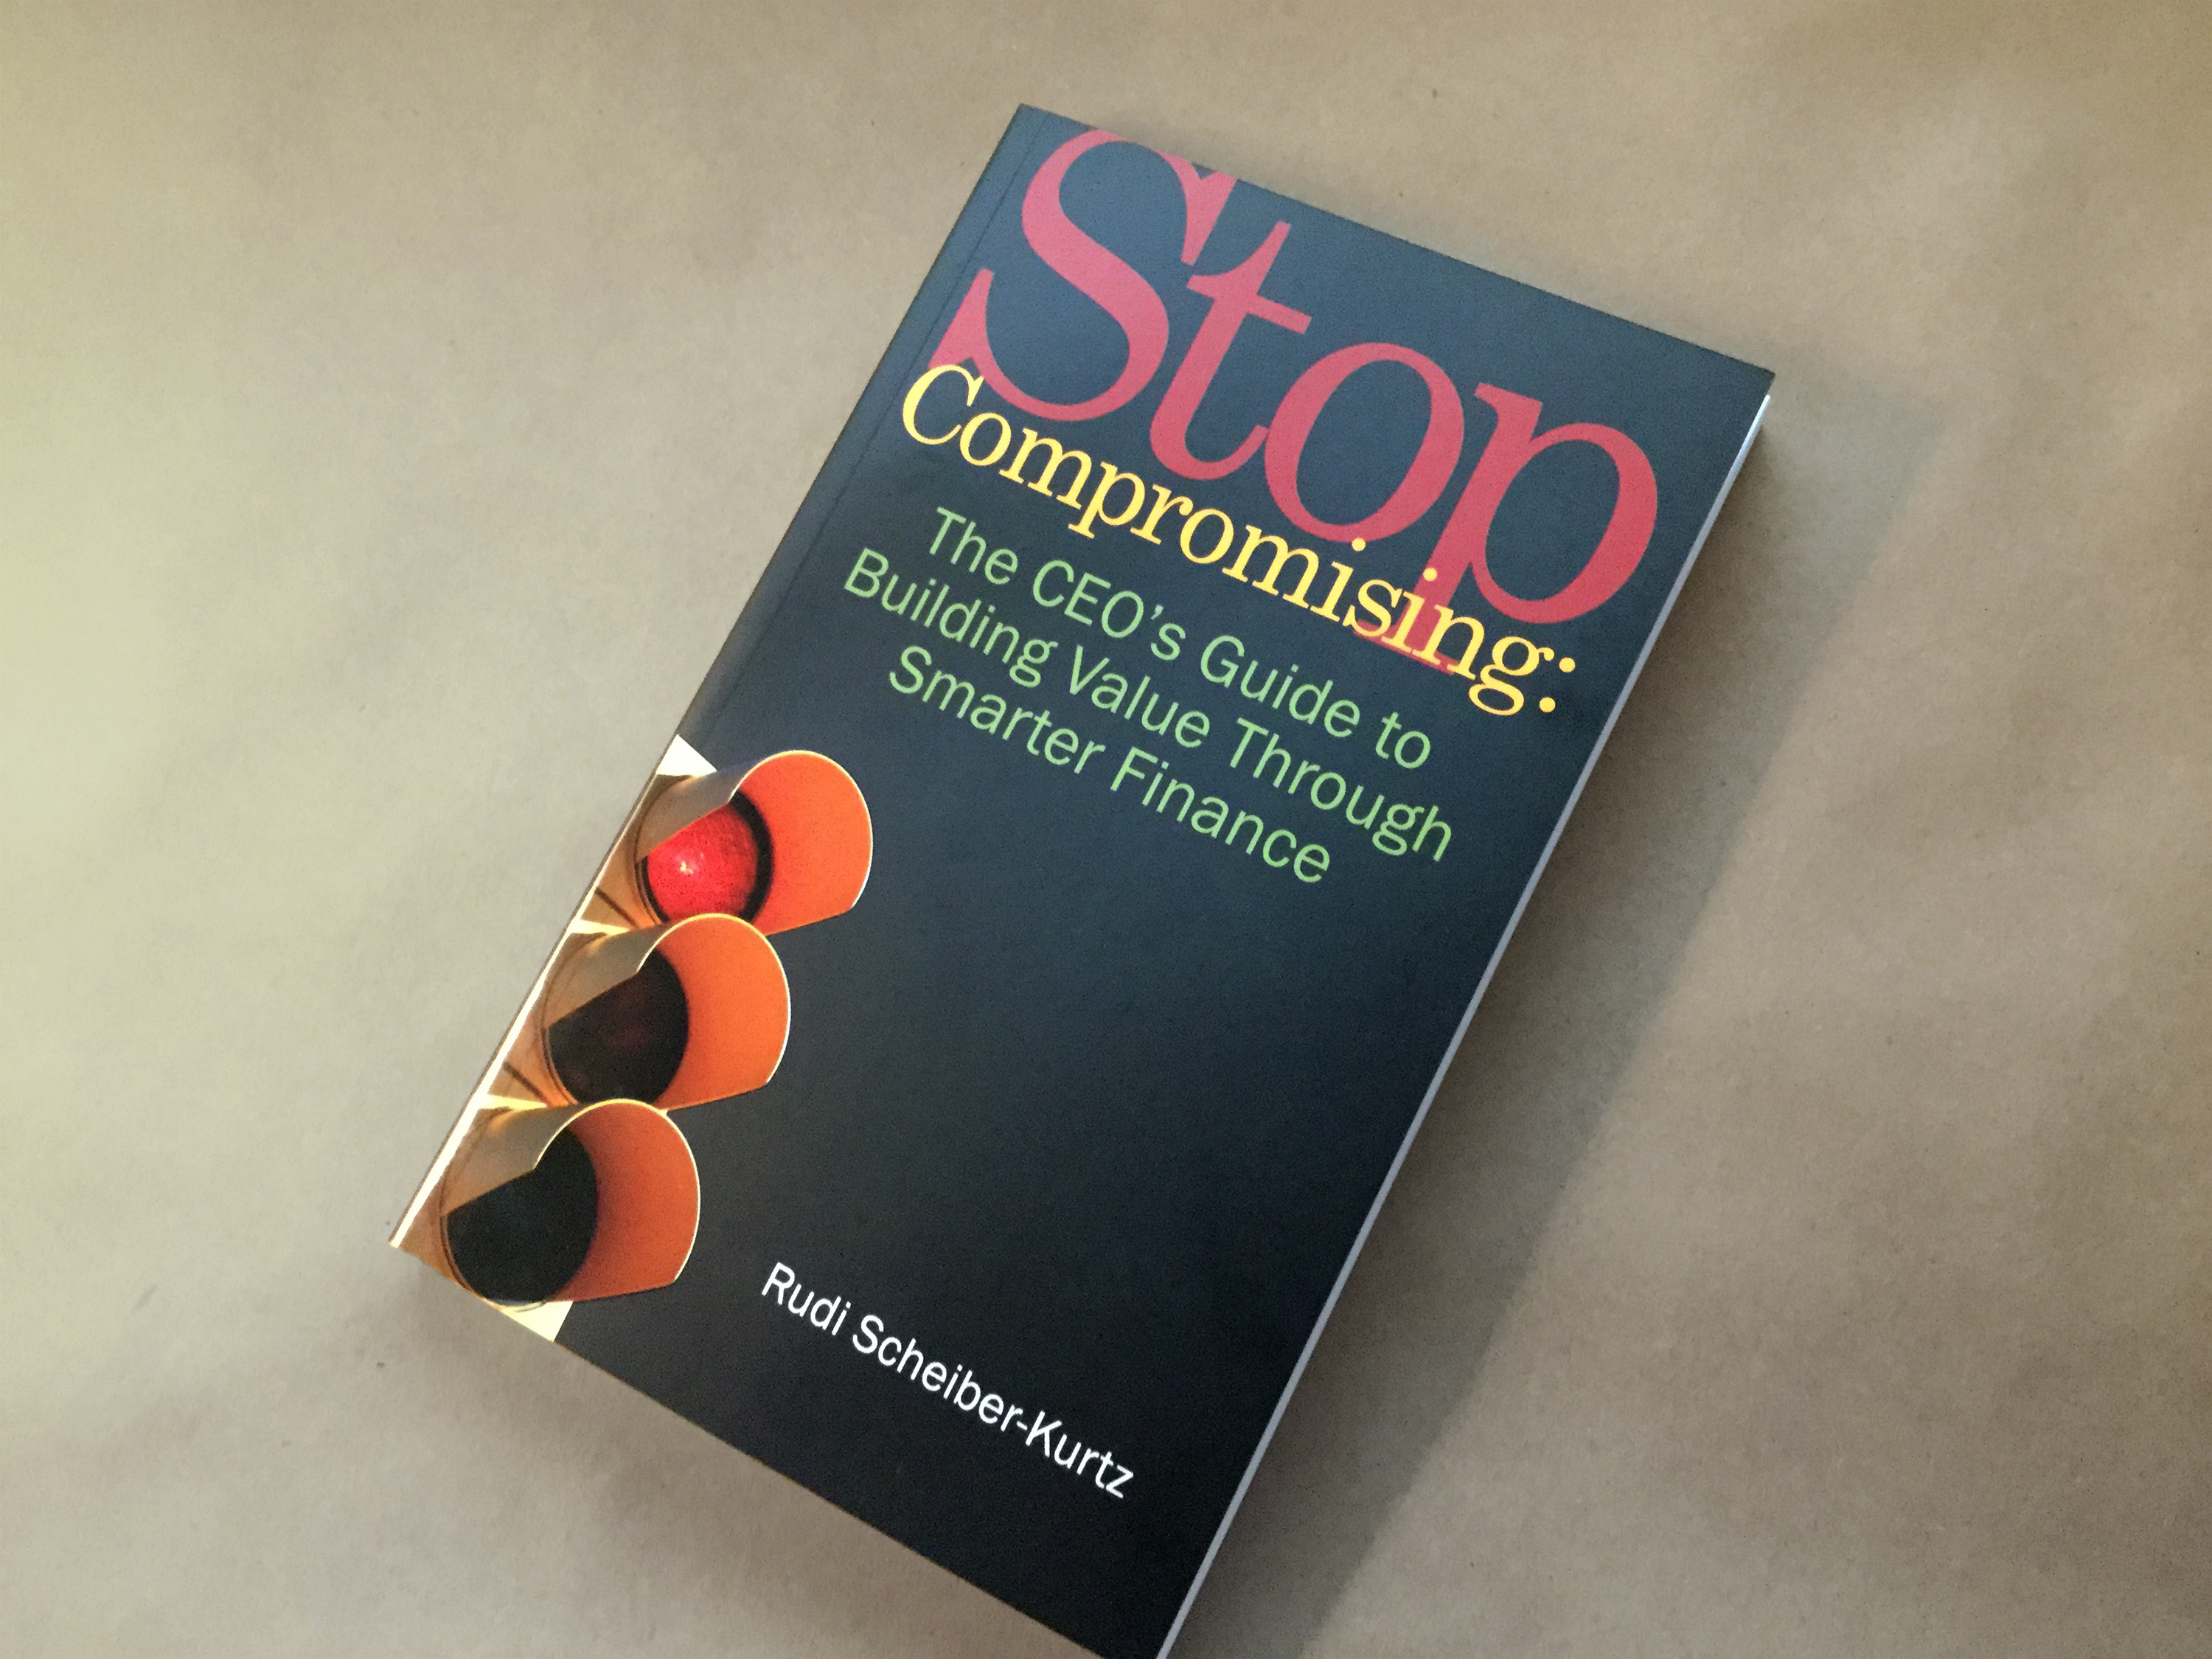 Stop
Compromising:
The CEO's Guide to
Building Value Through
Smarter Finance
Rudi Scheiber-Kurtz